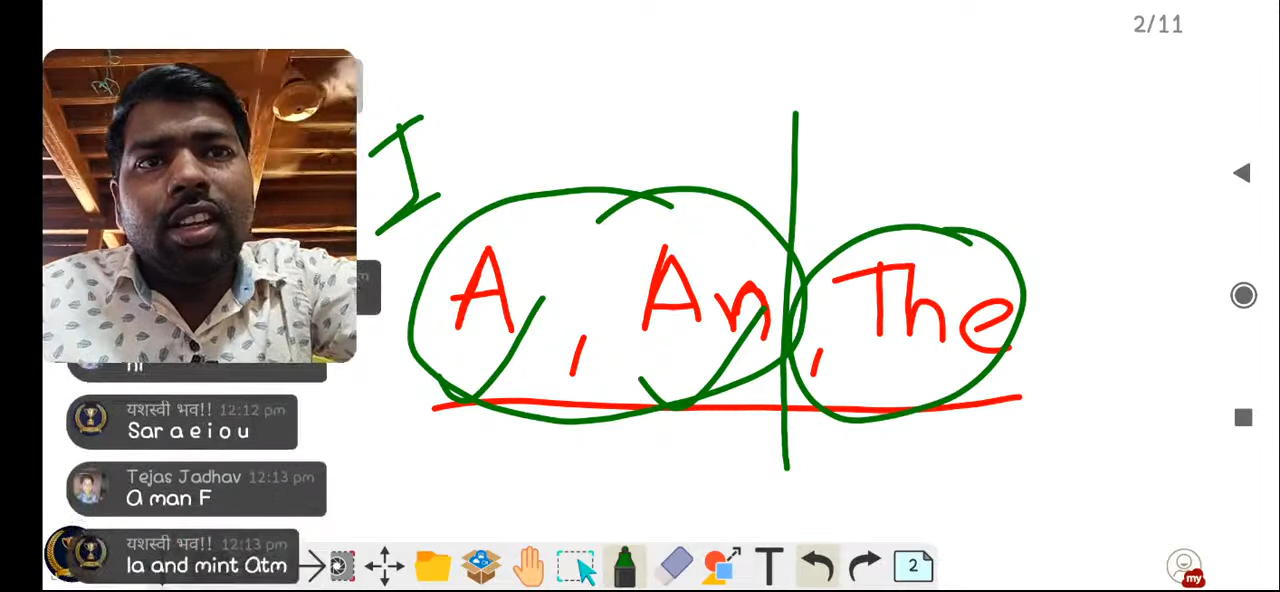 2/11
I
A, An, The
hi
यशस्वी भव!! 12:12 pm
Sar a e i o u
Tejas Jadhav 12:13 pm
A man F
यशस्वी भव!! 12:13 pm
la and mint Atm
T
2
my